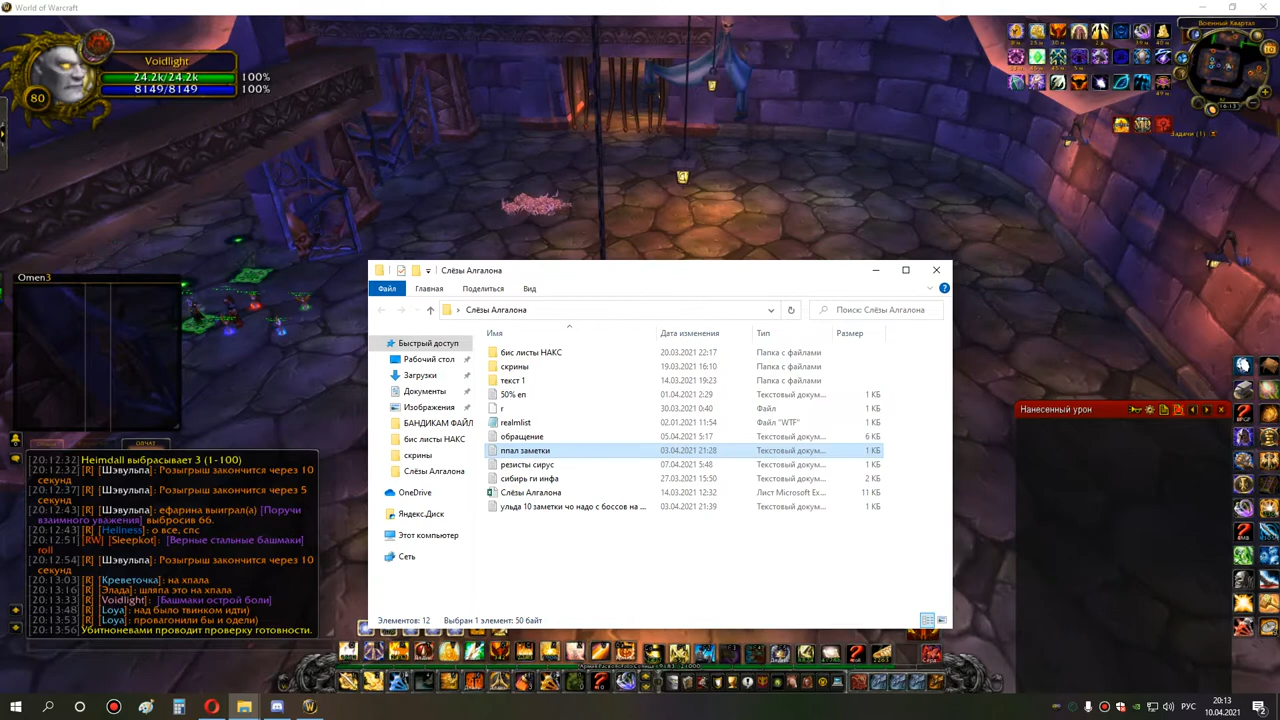 World of Warcraft
Voidlight
24.2k/24.2k 100%
8149/8149 100%
80
Военный Квартал
16:13
Задачи (1)
Omen3
Слёзы Алгалона
Файл Главная Поделиться Вид
Слёзы Алгалона
Поиск: Слёзы Алгалона
Имя Дата изменения Тип Размер
Быстрый доступ
Рабочий стол
Загрузки
Документы
Изображения
БАНДИКАМ ФАЙЛ
бис листы НАКС
скрины
Слёзы Алгалона
OneDrive
Яндекс.Диск
Этот компьютер
Сеть
бис листы НАКС 20.03.2021 22:17 Папка с файлами
скрины 19.03.2021 16:10 Папка с файлами
текст 1 14.03.2021 19:23 Папка с файлами
50% еп 01.04.2021 2:29 Текстовый докум... 1 КБ
r 30.03.2021 0:40 Файл 1 КБ
realmlist 02.01.2021 11:54 Файл "WTF" 1 КБ
обращение 05.04.2021 5:17 Текстовый докум... 6 КБ
ппал заметки 03.04.2021 21:28 Текстовый докум... 1 КБ
резисты сирус 07.04.2021 5:48 Текстовый докум... 1 КБ
сибирь ги инфа 27.03.2021 15:50 Текстовый докум... 2 КБ
Слёзы Алгалона 14.03.2021 12:32 Лист Microsoft Ex... 11 КБ
ульда 10 заметки чо надо с боссов на ... 03.04.2021 21:39 Текстовый докум... 1 КБ
Элементов: 12 Выбран 1 элемент: 50 байт
Нанесенный урон
ОЛЧАТ
[20:12:32] Heimdall выбрасывает 3 (1-100)
[20:12:32] [R] [Шэвульша]: Розыгрыш закончится через 10
секунд
[20:12:37] [R] [Шэвульша]: Розыгрыш закончится через 5
секунд
[20:12:43] [R] [Шэвульша]: ефарина выиграл(а) [Поручи
взаимного уважения] выбросив 66.
[20:12:43] [R] [Hellness]: о все, спс
[20:12:51] [RW] [Sleepkot]: [Верные стальные башмаки]
roll
[20:12:54] [R] [Шэвульша]: Розыгрыш закончится через 10
секунд
[20:13:03] [R] [Креветочка]: на хпала
[20:13:16] [R] [Элада]: шляпа это на хпала
[20:13:33] [R] [Voidlight]: [Башмаки острой боли]
[20:13:48] [R] [Loya]: над было твинком идти)
[20:13:53] [R] [Loya]: провагонили бы и одели)
[20:13:56] Убитноневами проводит проверку готовности.
РУС
20:13
10.04.2021
2